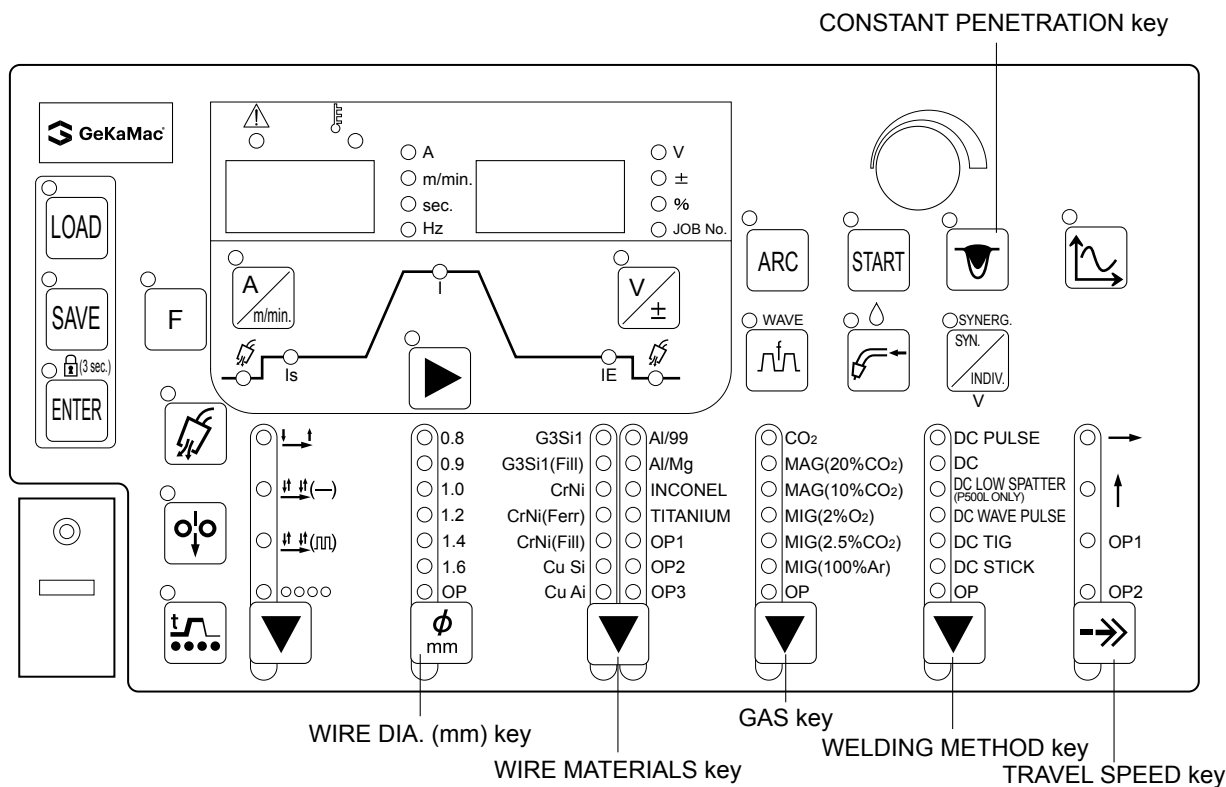 CONSTANT PENETRATION key
GeKaMac
A
m/min.
sec.
Hz
V
±
%
JOB No.
LOAD
SAVE
(3 sec.)
ENTER
F
A
m/min.
I
V
±
Is
IE
ARC
START
WAVE
f
SYNERG.
SYN.
INDIV.
V
t
(—)
0.8
0.9
1.0
1.2
1.4
1.6
OP
ϕ
mm
G3Si1
G3Si1(Fill)
CrNi
CrNi(Ferr)
CrNi(Fill)
Cu Si
Cu Ai
Al/99
Al/Mg
INCONEL
TITANIUM
OP1
OP2
OP3
CO2
MAG(20%CO2)
MAG(10%CO2)
MIG(2%O2)
MIG(2.5%CO2)
MIG(100%Ar)
OP
DC PULSE
DC
DC LOW SPATTER
(P500L ONLY)
DC WAVE PULSE
DC TIG
DC STICK
OP
OP1
OP2
WIRE DIA. (mm) key
WIRE MATERIALS key
GAS key
WELDING METHOD key
TRAVEL SPEED key